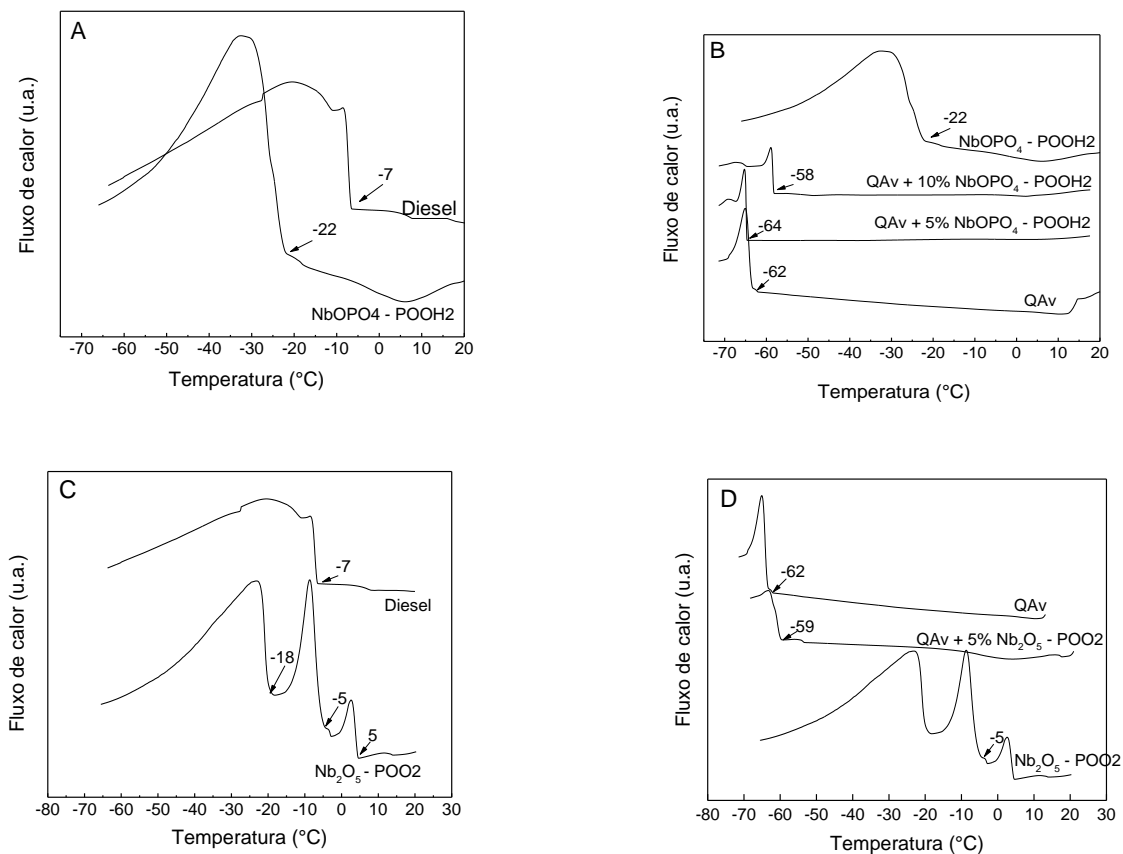 A
Fluxo de calor (u.a.)
-7
Diesel
-22
NbOPO4 - POOH2
-70 -60 -50 -40 -30 -20 -10 0 10 20
Temperatura (°C)
B
Fluxo de calor (u.a.)
-22
NbOPO₄ - POOH2
-58
QAv + 10% NbOPO₄ - POOH2
QAv + 5% NbOPO₄ - POOH2
-64
-62
QAv
-70 -60 -50 -40 -30 -20 -10 0 10 20
Temperatura (°C)
C
Fluxo de calor (u.a.)
-7
Diesel
-18
-5
5
Nb₂O₅ - POO2
-80 -70 -60 -50 -40 -30 -20 -10 0 10 20 30
Temperatura (°C)
D
Fluxo de calor (u.a.)
-62
QAv
-59
QAv + 5% Nb₂O₅ - POO2
-5
Nb₂O₅ - POO2
-80 -70 -60 -50 -40 -30 -20 -10 0 10 20 30
Temperatura (°C)